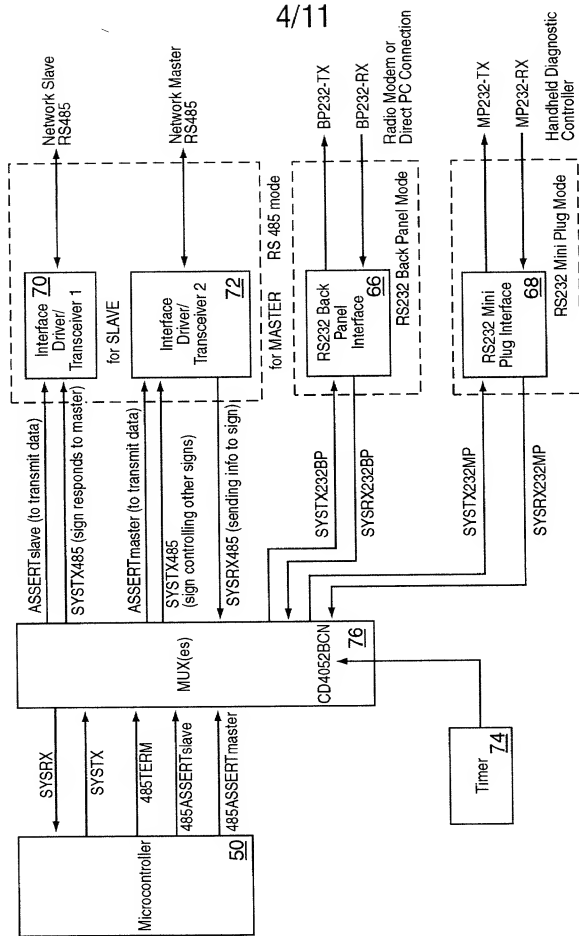 4/11
Microcontroller
50
SYSRX
SYSTX
485TERM
485ASSERTslave
485ASSERTmaster
Timer
74
MUX(es)
CD4052BCN
76
ASSERTslave (to transmit data)
SYSTX485 (sign responds to master)
ASSERTmaster (to transmit data)
SYSTX485
(sign controlling other signs)
SYSRX485 (sending info to sign)
SYSTX232BP
SYSRX232BP
SYSTX232MP
SYSRX232MP
Interface
Driver/
Transceiver 1
70
for SLAVE
Interface
Driver/
Transceiver 2
72
for MASTER
RS 485 mode
RS232 Back
Panel
Interface
66
RS232 Back Panel Mode
RS232 Mini
Plug Interface
68
RS232 Mini Plug Mode
Network Slave
RS485
Network Master
RS485
BP232-TX
BP232-RX
Radio Modem or
Direct PC Connection
MP232-TX
MP232-RX
Handheld Diagnostic
Controller